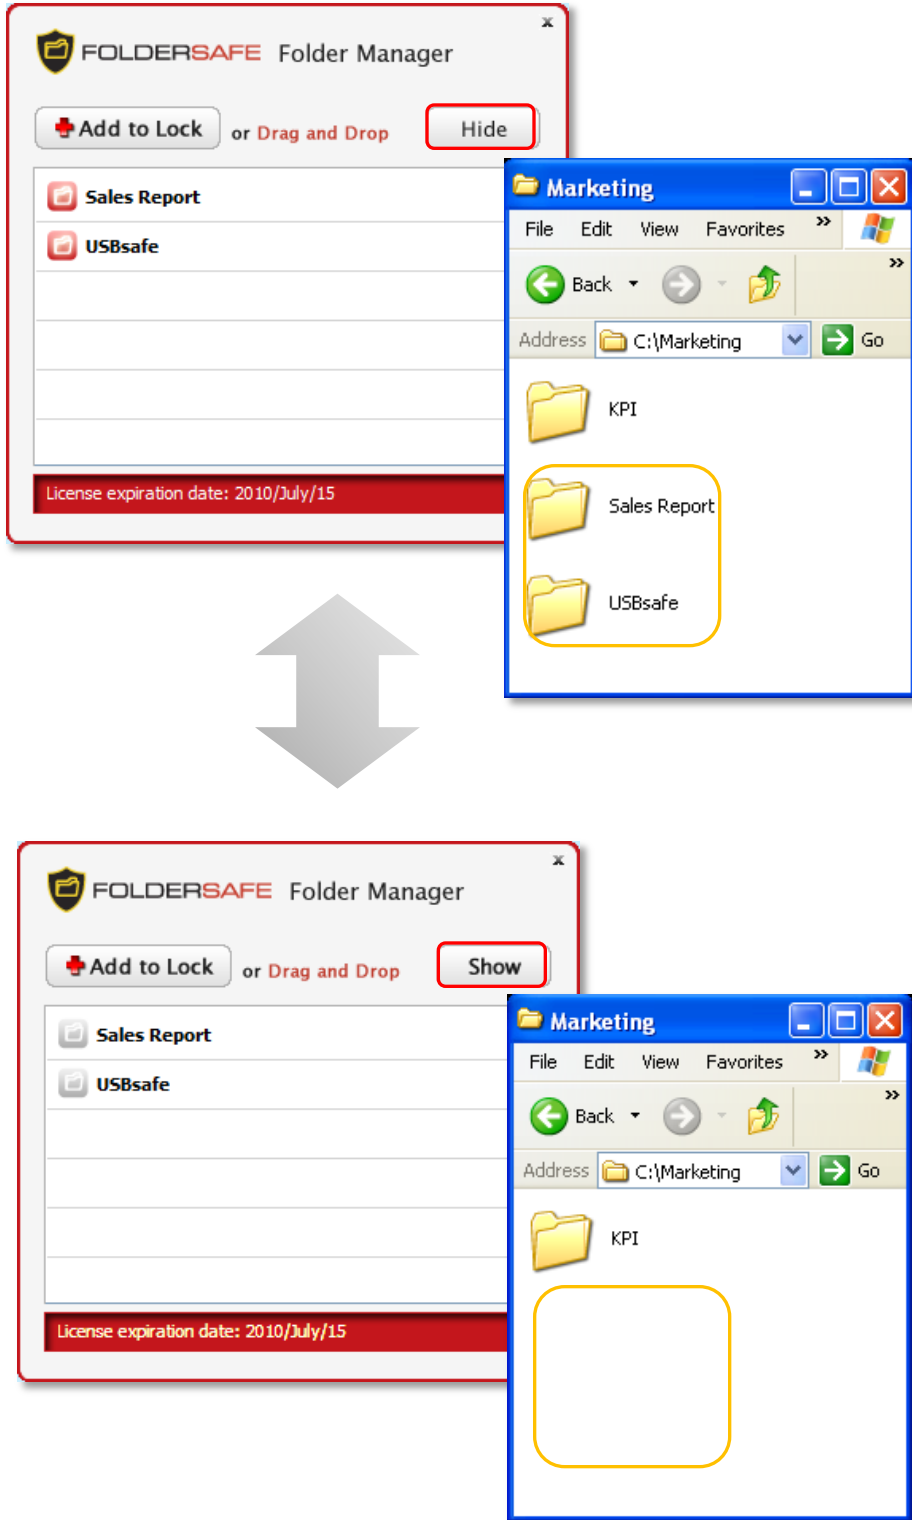 x
FOLDERSAFE Folder Manager
Add to Lock or Drag and Drop Hide
Sales Report
USBsafe
License expiration date: 2010/July/15
Marketing
File Edit View Favorites »
Back »
Address C:\Marketing Go
KPI
Sales Report
USBsafe
x
FOLDERSAFE Folder Manager
Add to Lock or Drag and Drop Show
Sales Report
USBsafe
License expiration date: 2010/July/15
Marketing
File Edit View Favorites »
Back »
Address C:\Marketing Go
KPI